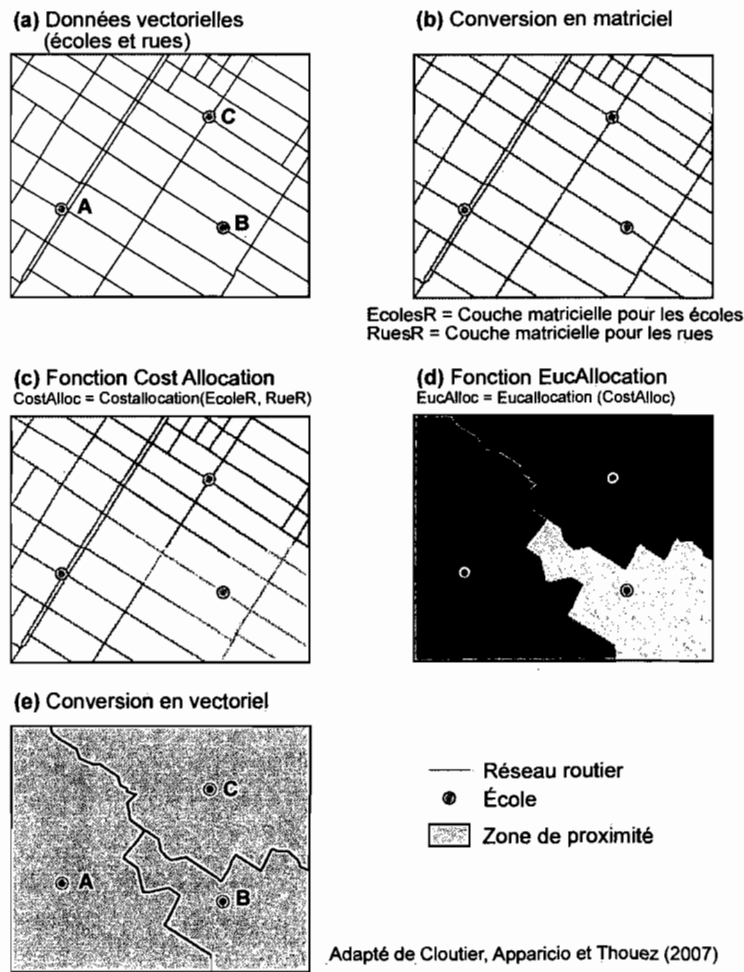 (a) Données vectorielles
(écoles et rues)
(b) Conversion en matriciel
C
A
B
EcolesR = Couche matricielle pour les écoles
RuesR = Couche matricielle pour les rues
(c) Fonction Cost Allocation
CostAlloc = Costallocation(EcoleR, RueR)
(d) Fonction EucAllocation
EucAlloc = Eucallocation (CostAlloc)
(e) Conversion en vectoriel
C
A
B
Réseau routier
École
Zone de proximité
Adapté de Cloutier, Apparicio et Thouez (2007)